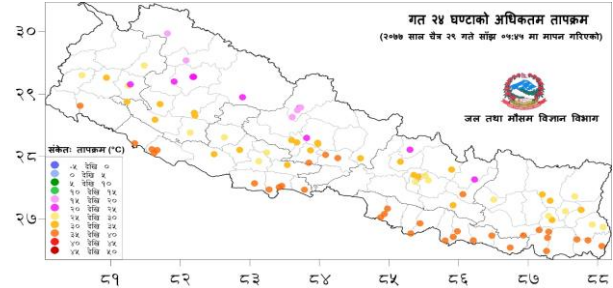 गत २४ घण्टाको अधिकतम तापक्रम
(२०७७ साल चैत्र २९ गते साँझ ०५:४५ मा मापन गरिएको)
३०
२९
जल तथा मौसम विज्ञान विभाग
२८
संकेतः तापक्रम (°C)
-५ देखि ०
० देखि ५
५ देखि १०
१० देखि १५
१५ देखि २०
२० देखि २५
२५ देखि ३०
३० देखि ३५
३५ देखि ४०
४० देखि ४५
४५ देखि ५०
२७
८१ ८२ ८३ ८४ ८५ ८६ ८७ ८८